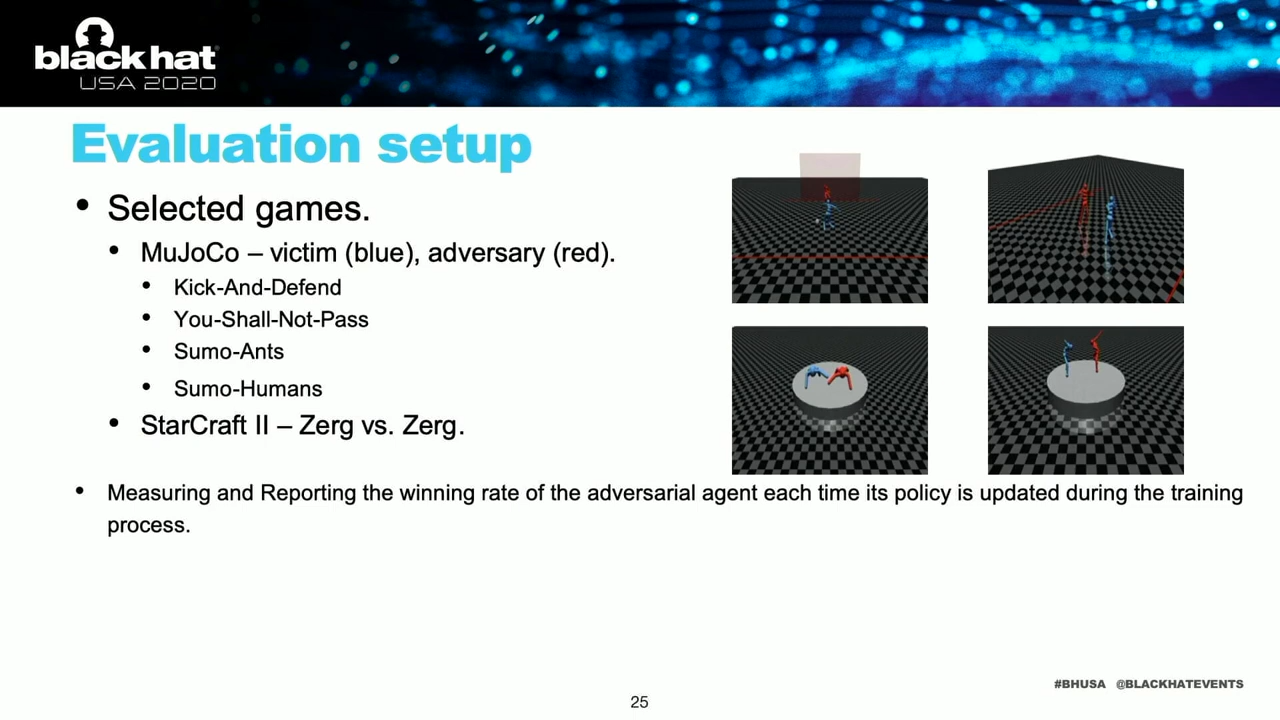 black hat
USA 2020
Evaluation setup
• Selected games.
• MuJoCo – victim (blue), adversary (red).
• Kick-And-Defend
• You-Shall-Not-Pass
• Sumo-Ants
• Sumo-Humans
• StarCraft II – Zerg vs. Zerg.
• Measuring and Reporting the winning rate of the adversarial agent each time its policy is updated during the training
process.
#BHUSA @BLACKHATEVENTS
25